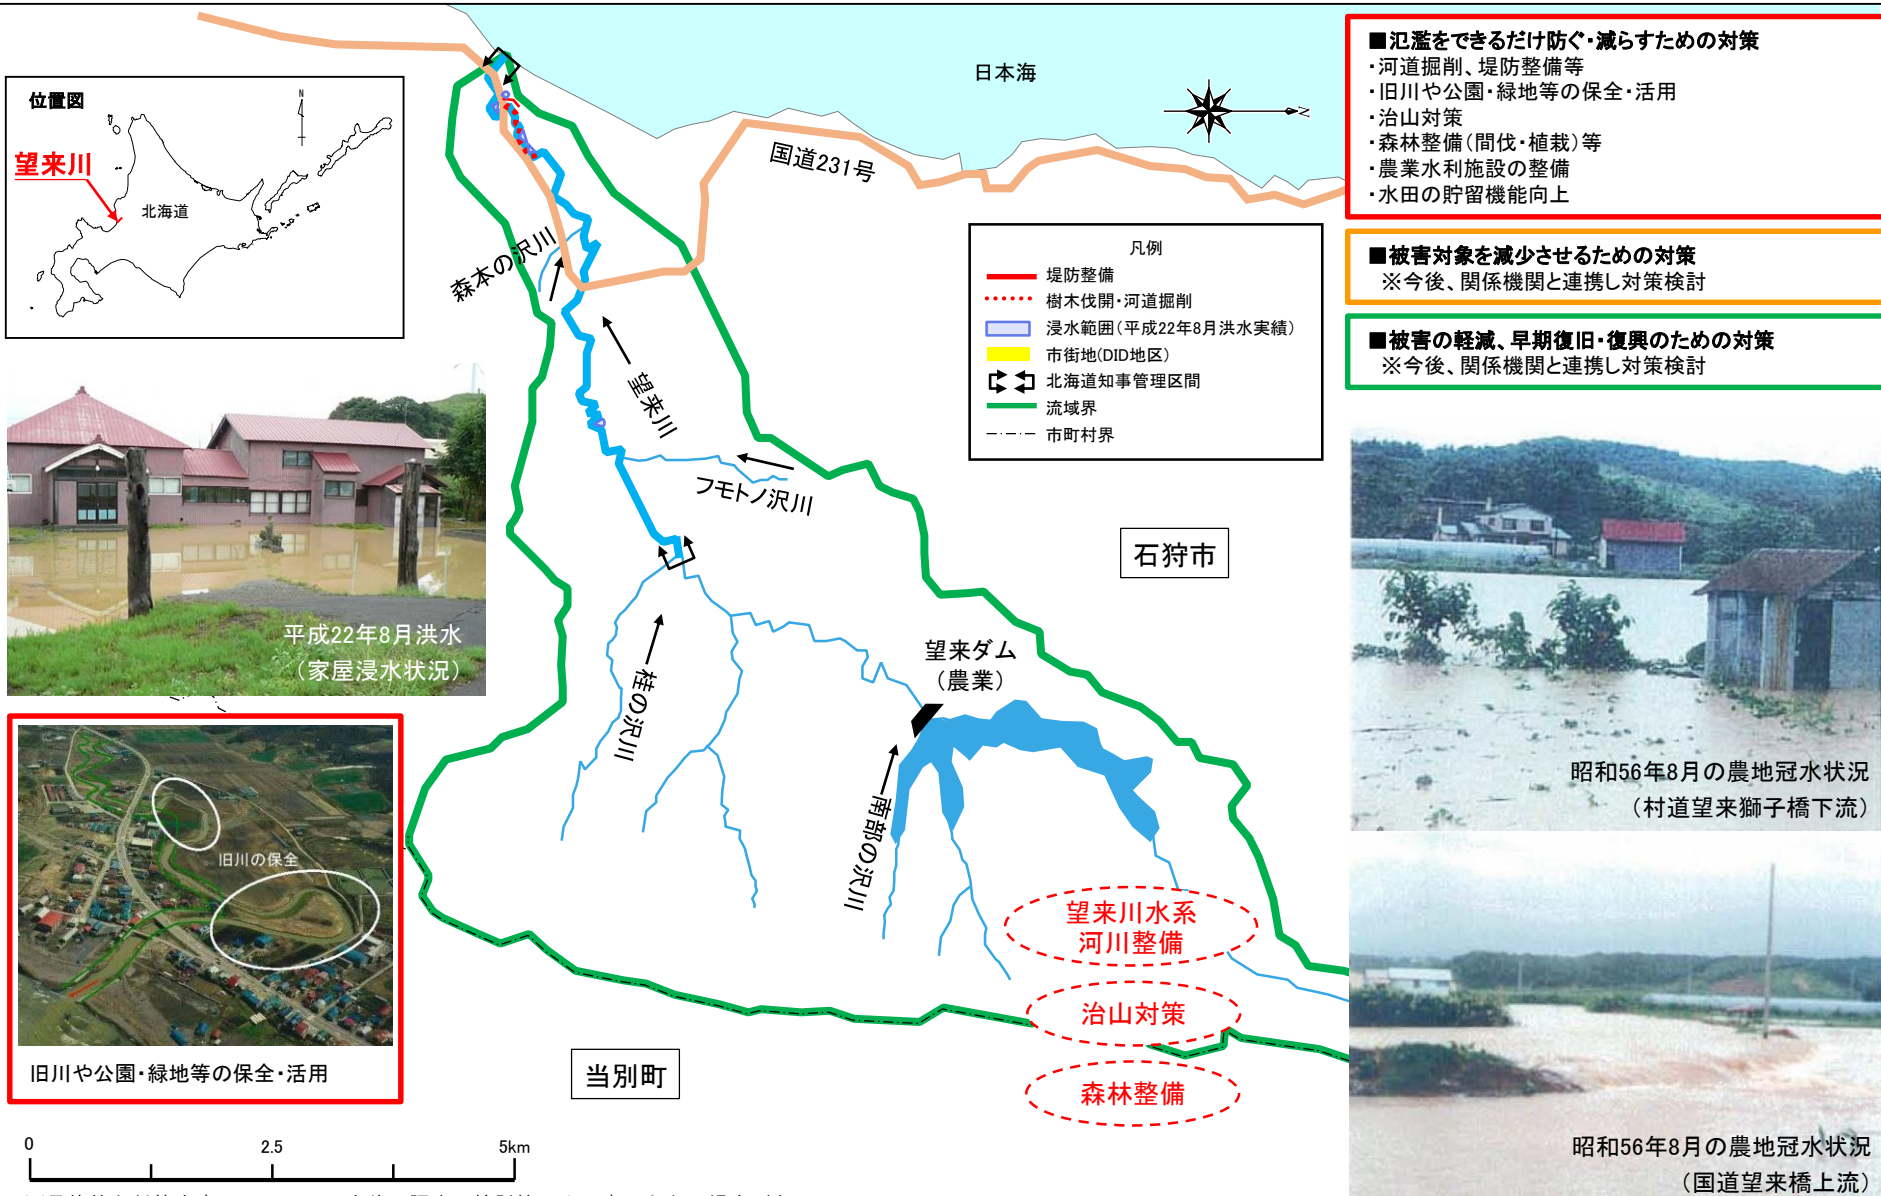 位置図
N
望来川
北海道
日本海
N
国道231号
森本の沢川
望来川
フモトノ沢川
桂の沢川
南部の沢川
望来ダム
（農業）
石狩市
当別町
凡例
堤防整備
樹木伐開・河道掘削
浸水範囲（平成22年8月洪水実績）
市街地(DID地区)
北海道知事管理区間
流域界
市町村界
■氾濫をできるだけ防ぐ・減らすための対策
・河道掘削、堤防整備等
・旧川や公園・緑地等の保全・活用
・治山対策
・森林整備（間伐・植栽）等
・農業水利施設の整備
・水田の貯留機能向上
■被害対象を減少させるための対策
※今後、関係機関と連携し対策検討
■被害の軽減、早期復旧・復興のための対策
※今後、関係機関と連携し対策検討
平成22年8月洪水
（家屋浸水状況）
旧川の保全
旧川や公園・緑地等の保全・活用
望来川水系
河川整備
治山対策
森林整備
昭和56年8月の農地冠水状況
（村道望来獅子橋下流）
昭和56年8月の農地冠水状況
（国道望来橋上流）
0 2.5 5km